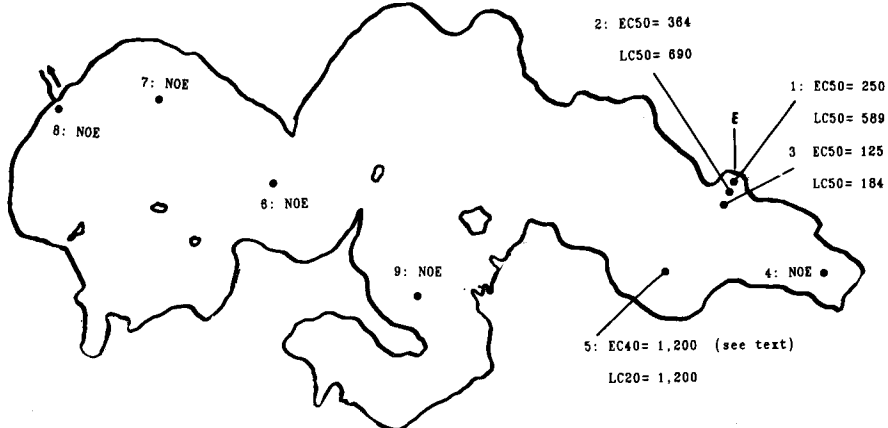 2: EC50= 364
LC50= 690
7: NOE
1: EC50= 250
8: NOE
LC50= 589
E
3 EC50= 125
LC50= 184
6: NOE
9: NOE
4: NOE
5: EC40= 1,200 (see text)
LC20= 1,200